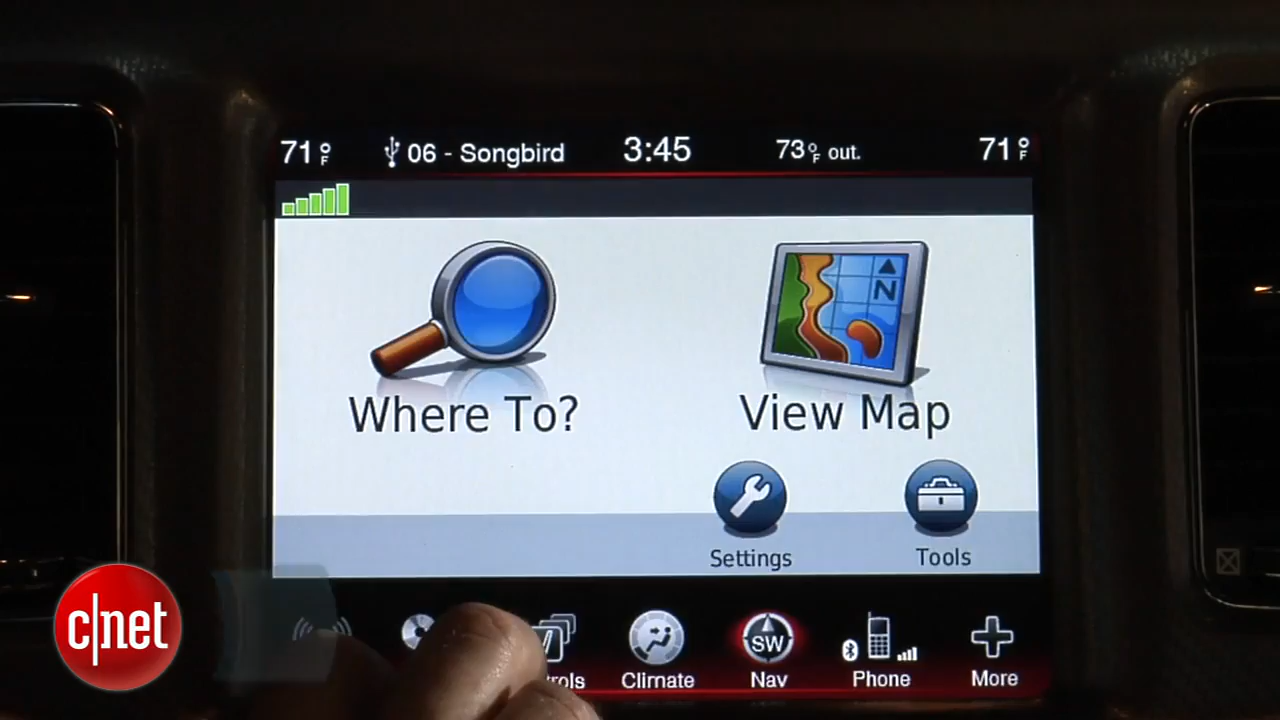 71°F
06 - Songbird
3:45
73°F out.
71°F
N
Where To?
View Map
Settings
Tools
c|net
SW
rols
Climate
Nav
Phone
More